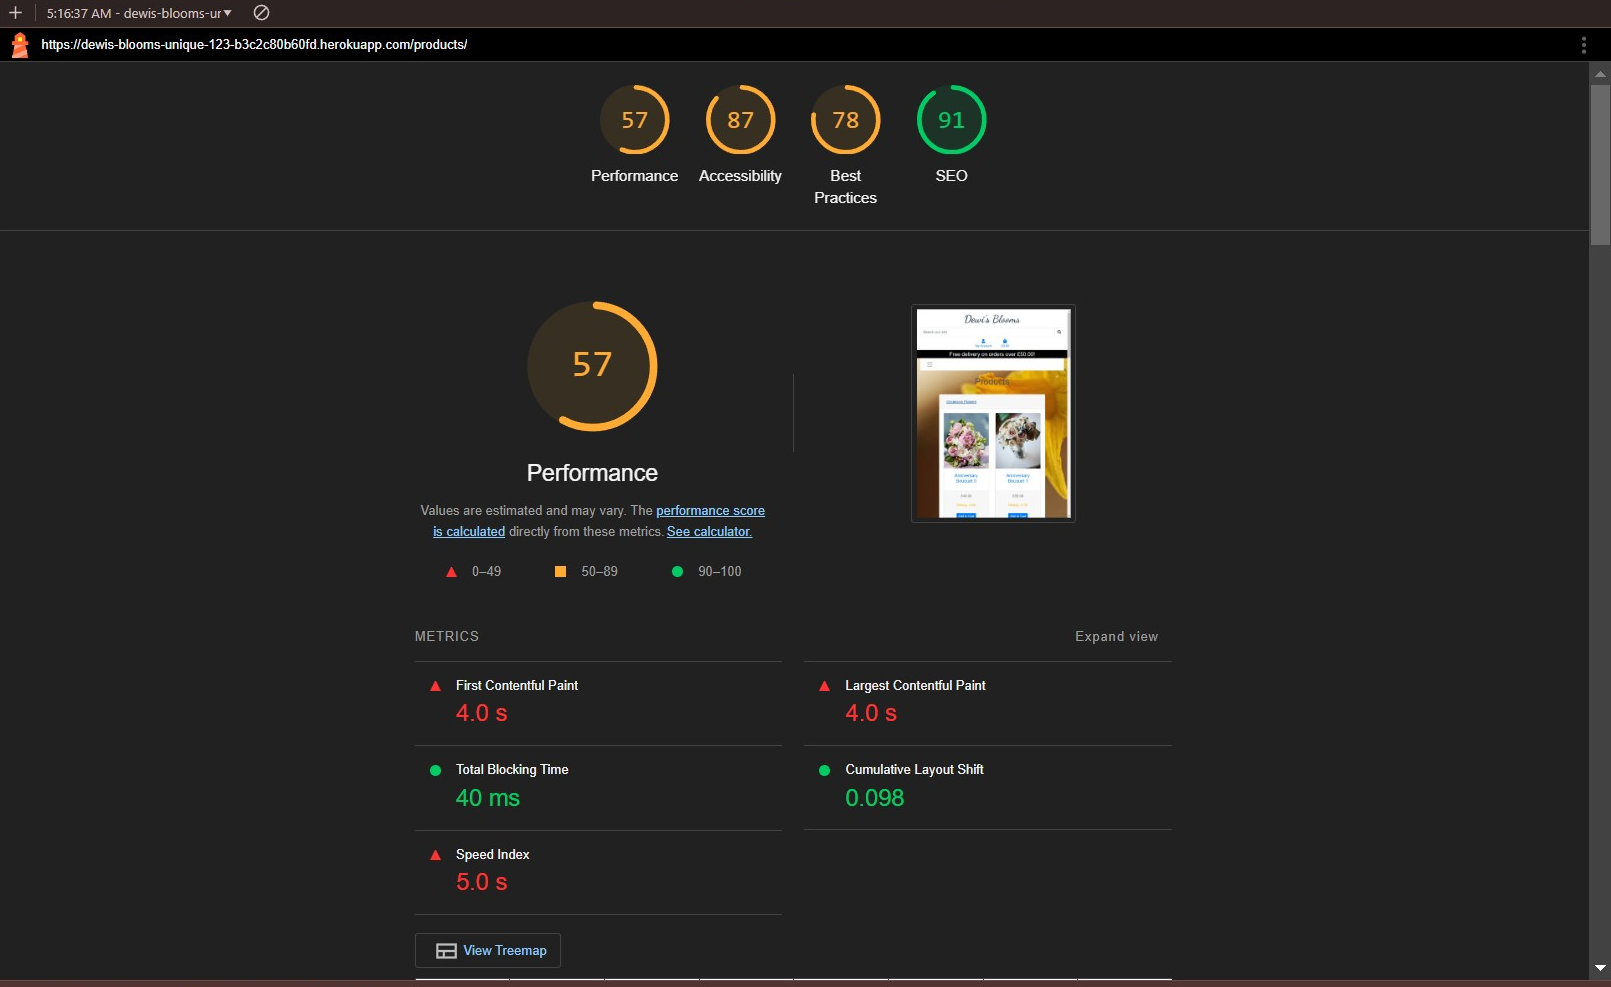 5:16:37 AM - dewis-blooms-ur
https://dewis-blooms-unique-123-b3c2c80b60fd.herokuapp.com/products/
57
87
78
91
Performance
Accessibility
Best
Practices
SEO
57
Performance
Values are estimated and may vary. The performance score
is calculated directly from these metrics. See calculator.
0–49
50–89
90–100
Dewi's Blooms
Free delivery on orders over £50.00!
Products
Anniversary
Bouquet 1
METRICS
Expand view
First Contentful Paint
4.0 s
Largest Contentful Paint
4.0 s
Total Blocking Time
40 ms
Cumulative Layout Shift
0.098
Speed Index
5.0 s
View Treemap